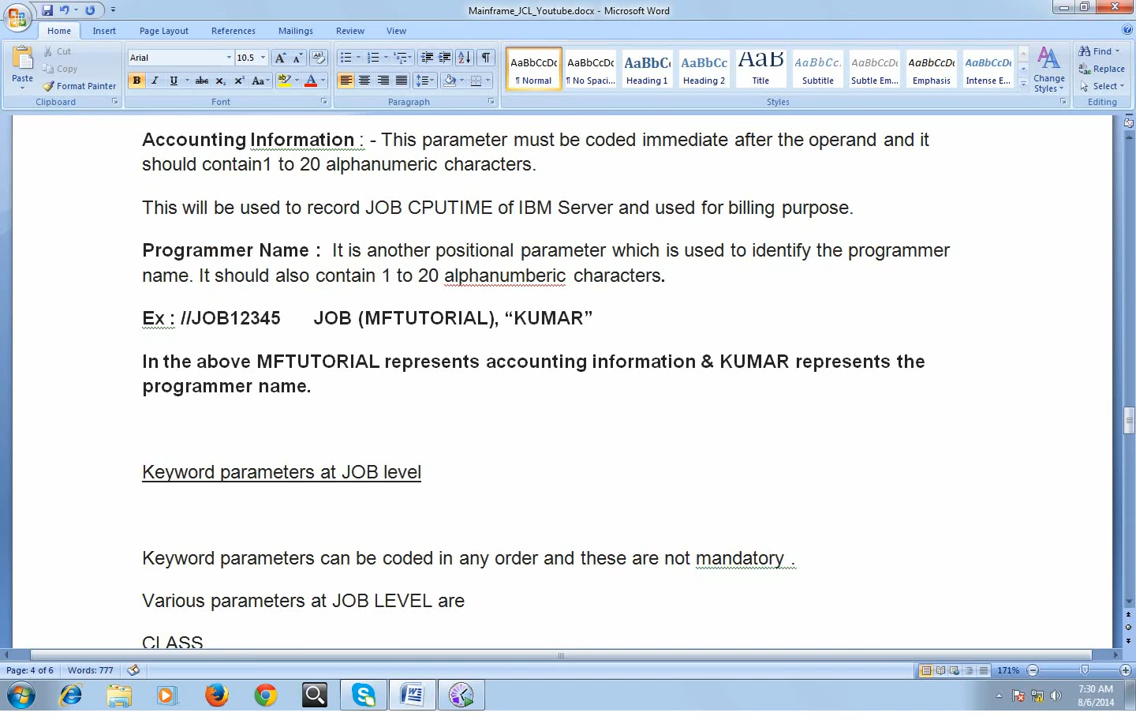 Mainframe_JCL_Youtube.docx - Microsoft Word
Home Insert Page Layout References Mailings Review View
Paste
Cut
Copy
Format Painter
Clipboard
Arial 10.5
B I U abc X₂ X² Aa
Font
Paragraph
AaBbCcDc AaBbCcDc AaBbCc AaBbCc AaB AaBbCc. AaBbCcDc AaBbCcDc AaBbCcDc
¶ Normal ¶ No Spaci... Heading 1 Heading 2 Title Subtitle Subtle Em... Emphasis Intense E...
Change Styles
Styles
Find
Replace
Select
Editing
Accounting Information : - This parameter must be coded immediate after the operand and it
should contain1 to 20 alphanumeric characters.
This will be used to record JOB CPUTIME of IBM Server and used for billing purpose.
Programmer Name : It is another positional parameter which is used to identify the programmer
name. It should also contain 1 to 20 alphanumberic characters.
Ex : //JOB12345 JOB (MFTUTORIAL), “KUMAR”
In the above MFTUTORIAL represents accounting information & KUMAR represents the
programmer name.
Keyword parameters at JOB level
Keyword parameters can be coded in any order and these are not mandatory .
Various parameters at JOB LEVEL are
CLASS
Page: 4 of 6 Words: 777 171%
7:30 AM
8/6/2014